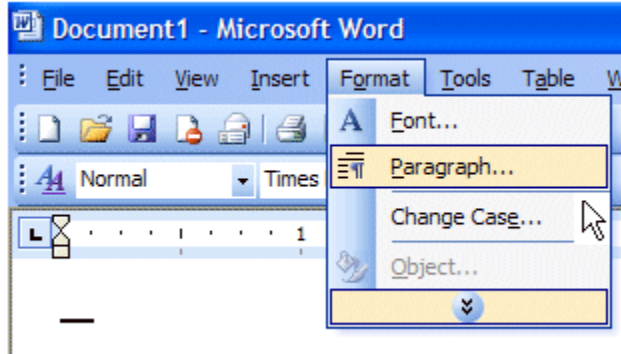 Document1 - Microsoft Word
File Edit View Insert Format Tools Table W
Font...
Normal Times
Paragraph...
Change Case...
1
Object...